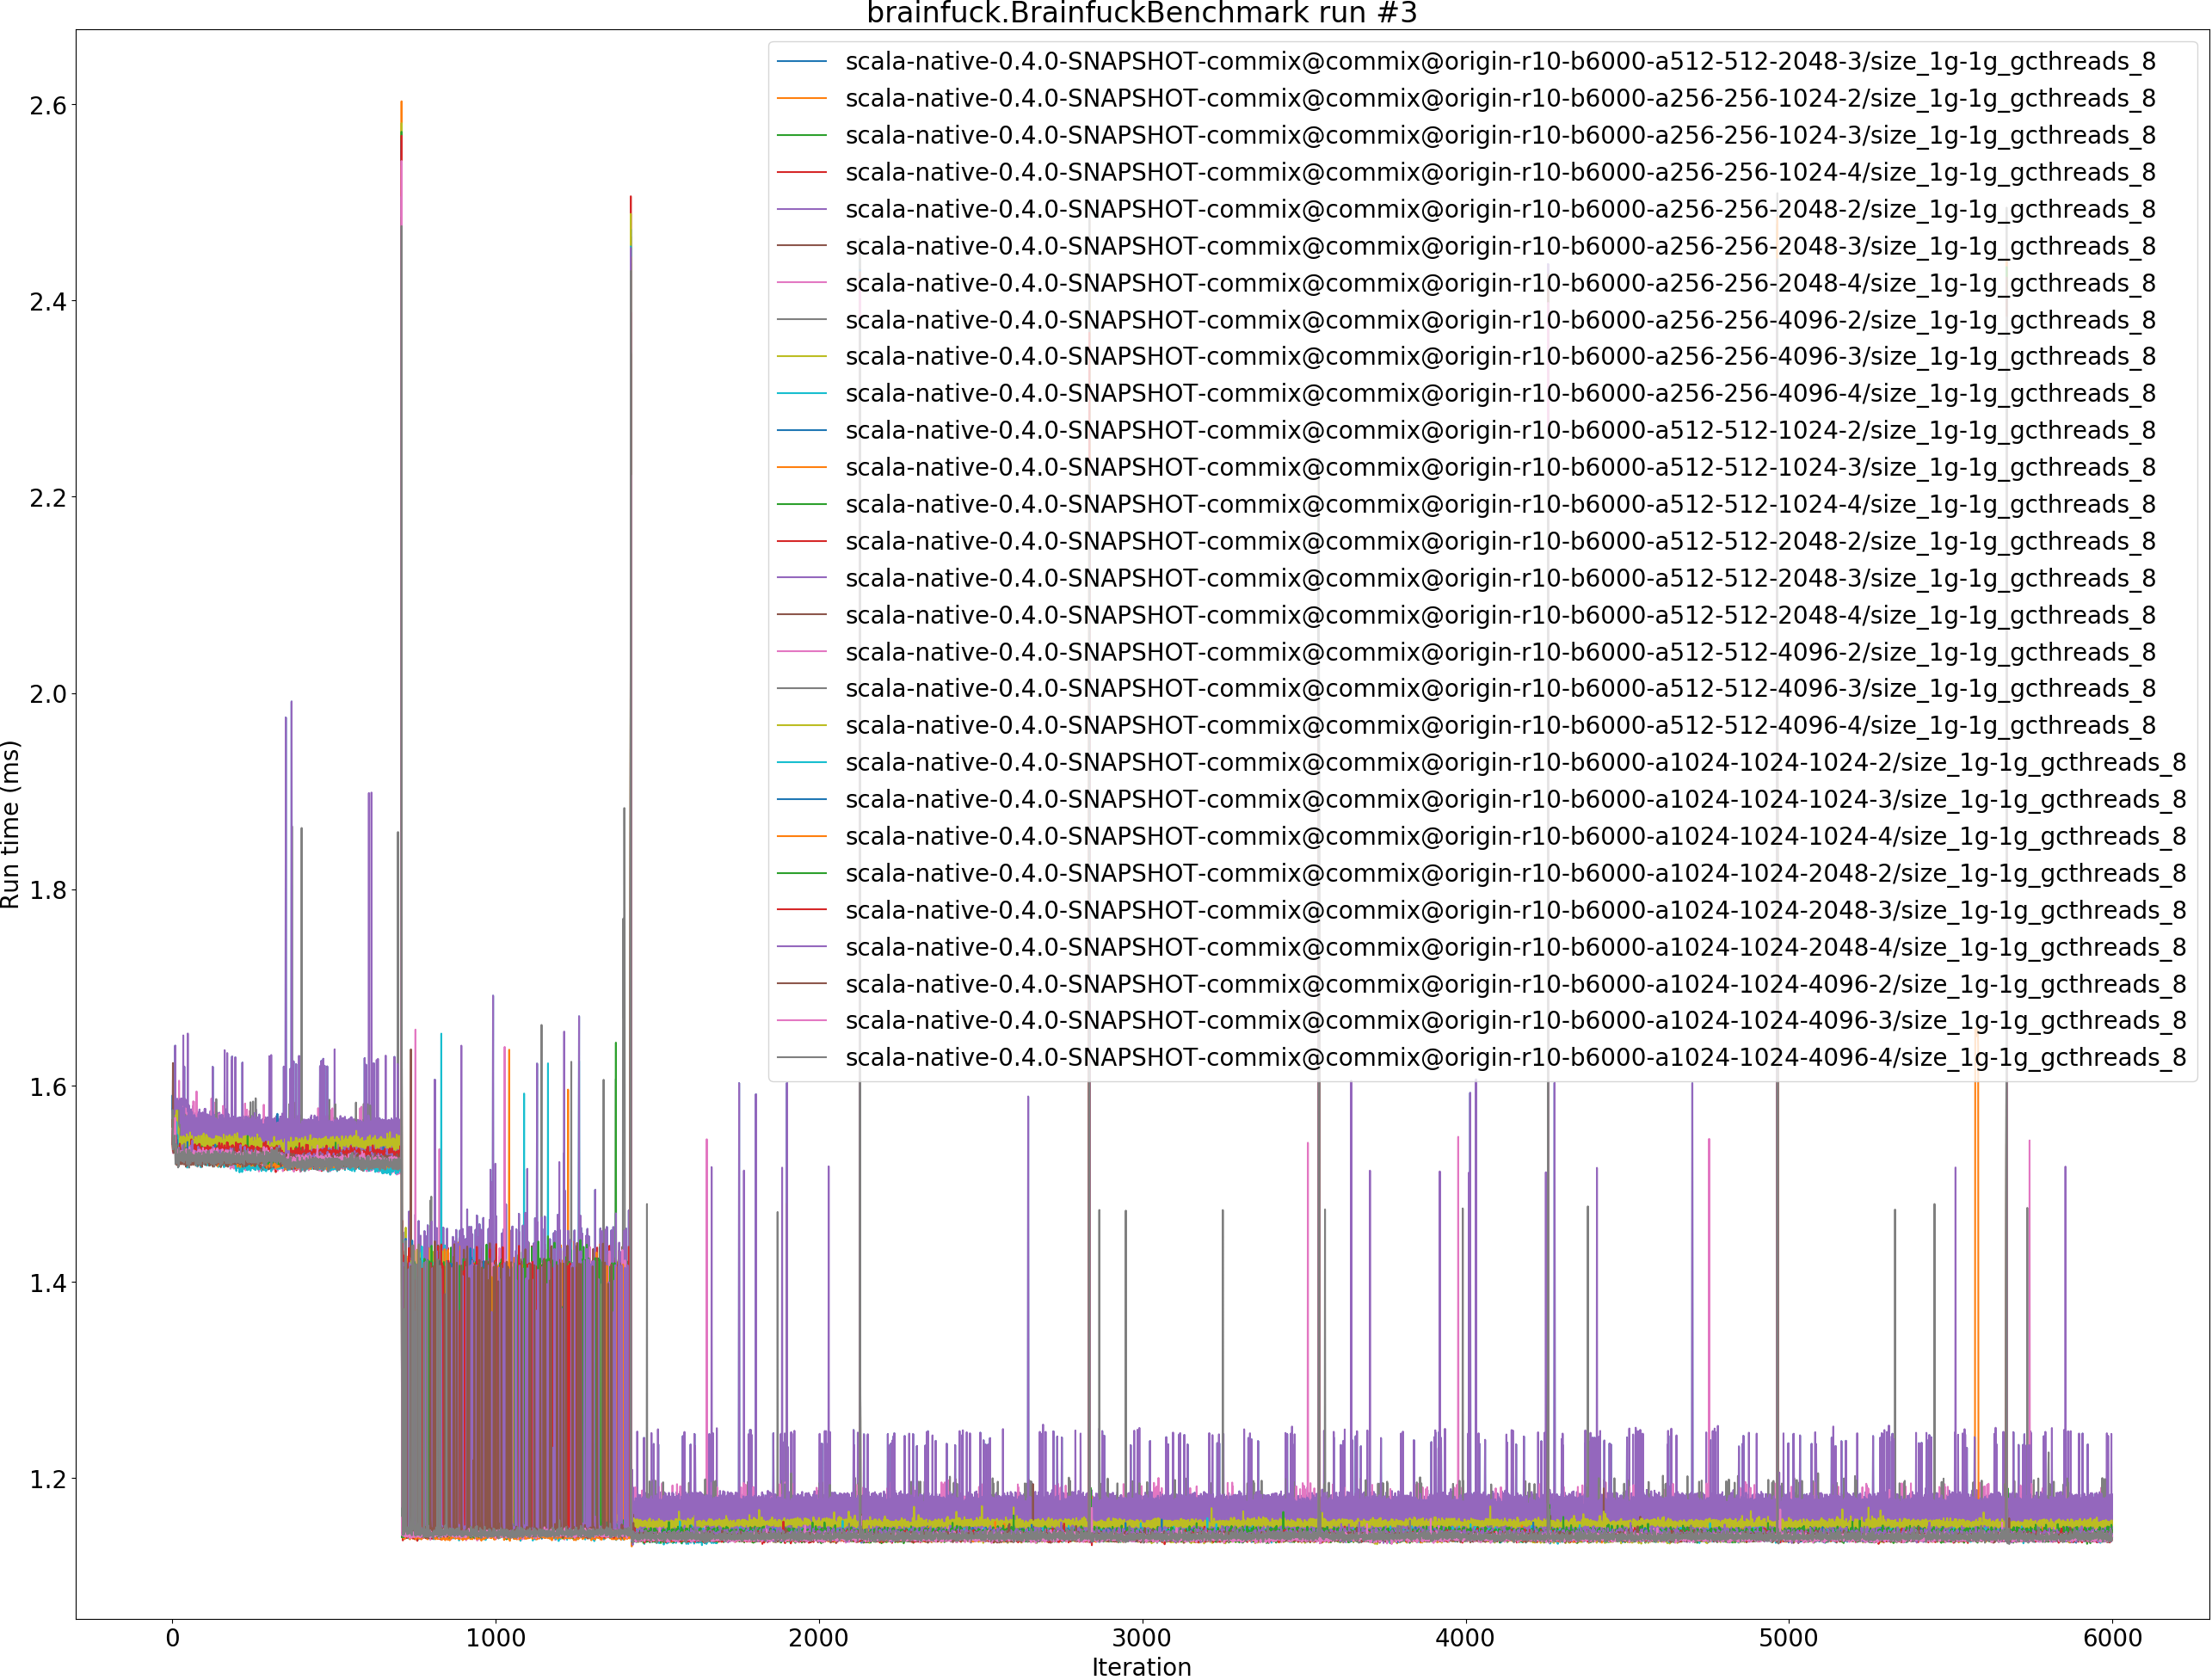 brainfuck.BrainfuckBenchmark run #3
scala-native-0.4.0-SNAPSHOT-commix@commix@origin-r10-b6000-a512-512-2048-3/size_1g-1g_gcthreads_8
scala-native-0.4.0-SNAPSHOT-commix@commix@origin-r10-b6000-a256-256-1024-2/size_1g-1g_gcthreads_8
scala-native-0.4.0-SNAPSHOT-commix@commix@origin-r10-b6000-a256-256-1024-3/size_1g-1g_gcthreads_8
scala-native-0.4.0-SNAPSHOT-commix@commix@origin-r10-b6000-a256-256-1024-4/size_1g-1g_gcthreads_8
scala-native-0.4.0-SNAPSHOT-commix@commix@origin-r10-b6000-a256-256-2048-2/size_1g-1g_gcthreads_8
scala-native-0.4.0-SNAPSHOT-commix@commix@origin-r10-b6000-a256-256-2048-3/size_1g-1g_gcthreads_8
scala-native-0.4.0-SNAPSHOT-commix@commix@origin-r10-b6000-a256-256-2048-4/size_1g-1g_gcthreads_8
scala-native-0.4.0-SNAPSHOT-commix@commix@origin-r10-b6000-a256-256-4096-2/size_1g-1g_gcthreads_8
scala-native-0.4.0-SNAPSHOT-commix@commix@origin-r10-b6000-a256-256-4096-3/size_1g-1g_gcthreads_8
scala-native-0.4.0-SNAPSHOT-commix@commix@origin-r10-b6000-a256-256-4096-4/size_1g-1g_gcthreads_8
scala-native-0.4.0-SNAPSHOT-commix@commix@origin-r10-b6000-a512-512-1024-2/size_1g-1g_gcthreads_8
scala-native-0.4.0-SNAPSHOT-commix@commix@origin-r10-b6000-a512-512-1024-3/size_1g-1g_gcthreads_8
scala-native-0.4.0-SNAPSHOT-commix@commix@origin-r10-b6000-a512-512-1024-4/size_1g-1g_gcthreads_8
scala-native-0.4.0-SNAPSHOT-commix@commix@origin-r10-b6000-a512-512-2048-2/size_1g-1g_gcthreads_8
scala-native-0.4.0-SNAPSHOT-commix@commix@origin-r10-b6000-a512-512-2048-3/size_1g-1g_gcthreads_8
scala-native-0.4.0-SNAPSHOT-commix@commix@origin-r10-b6000-a512-512-2048-4/size_1g-1g_gcthreads_8
scala-native-0.4.0-SNAPSHOT-commix@commix@origin-r10-b6000-a512-512-4096-2/size_1g-1g_gcthreads_8
scala-native-0.4.0-SNAPSHOT-commix@commix@origin-r10-b6000-a512-512-4096-3/size_1g-1g_gcthreads_8
scala-native-0.4.0-SNAPSHOT-commix@commix@origin-r10-b6000-a512-512-4096-4/size_1g-1g_gcthreads_8
scala-native-0.4.0-SNAPSHOT-commix@commix@origin-r10-b6000-a1024-1024-1024-2/size_1g-1g_gcthreads_8
scala-native-0.4.0-SNAPSHOT-commix@commix@origin-r10-b6000-a1024-1024-1024-3/size_1g-1g_gcthreads_8
scala-native-0.4.0-SNAPSHOT-commix@commix@origin-r10-b6000-a1024-1024-1024-4/size_1g-1g_gcthreads_8
scala-native-0.4.0-SNAPSHOT-commix@commix@origin-r10-b6000-a1024-1024-2048-2/size_1g-1g_gcthreads_8
scala-native-0.4.0-SNAPSHOT-commix@commix@origin-r10-b6000-a1024-1024-2048-3/size_1g-1g_gcthreads_8
scala-native-0.4.0-SNAPSHOT-commix@commix@origin-r10-b6000-a1024-1024-2048-4/size_1g-1g_gcthreads_8
scala-native-0.4.0-SNAPSHOT-commix@commix@origin-r10-b6000-a1024-1024-4096-2/size_1g-1g_gcthreads_8
scala-native-0.4.0-SNAPSHOT-commix@commix@origin-r10-b6000-a1024-1024-4096-3/size_1g-1g_gcthreads_8
scala-native-0.4.0-SNAPSHOT-commix@commix@origin-r10-b6000-a1024-1024-4096-4/size_1g-1g_gcthreads_8
2.6
2.4
2.2
2.0
1.8
1.6
1.4
1.2
Run time (ms)
0 1000 2000 3000 4000 5000 6000
Iteration